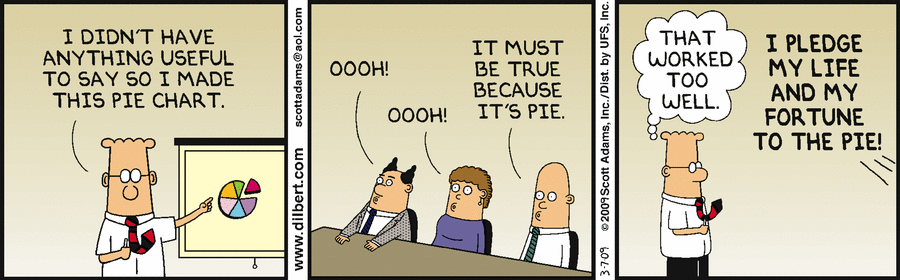 I DIDN'T HAVE
ANYTHING USEFUL
TO SAY SO I MADE
THIS PIE CHART.
www.dilbert.com
scottadams@aol.com
OOOH!
OOOH!
IT MUST
BE TRUE
BECAUSE
IT'S PIE.
3-7-09 ©2009 Scott Adams, Inc./Dist. by UFS, Inc.
THAT
WORKED
TOO
WELL.
I PLEDGE
MY LIFE
AND MY
FORTUNE
TO THE PIE!